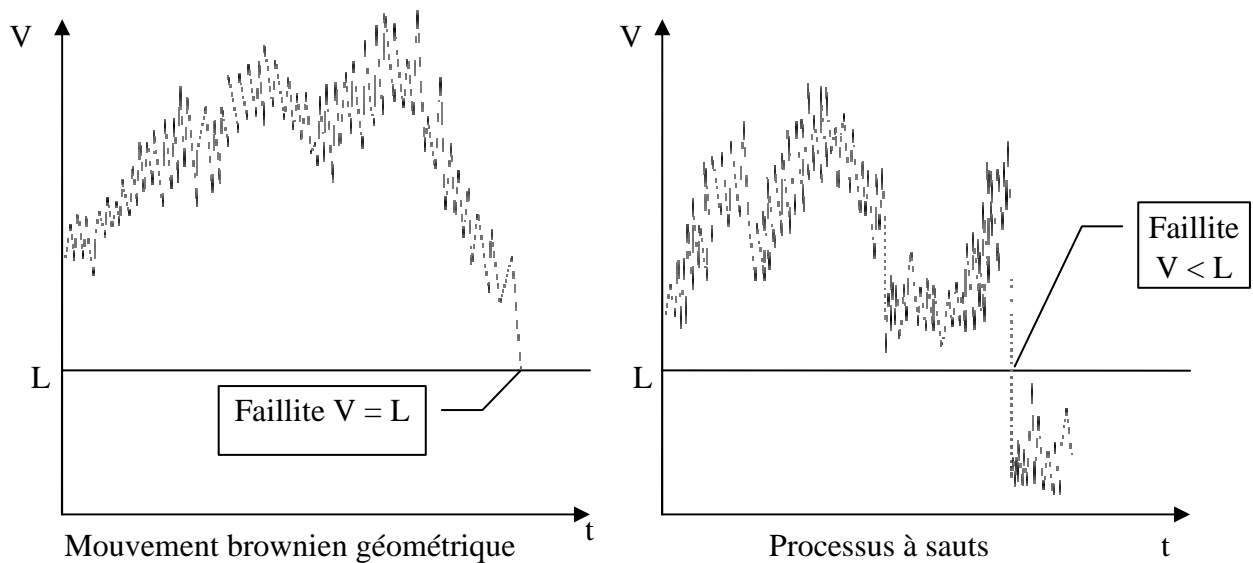 V
L
Faillite V = L
t
Mouvement brownien géométrique
V
L
Faillite
V < L
Processus à sauts
t